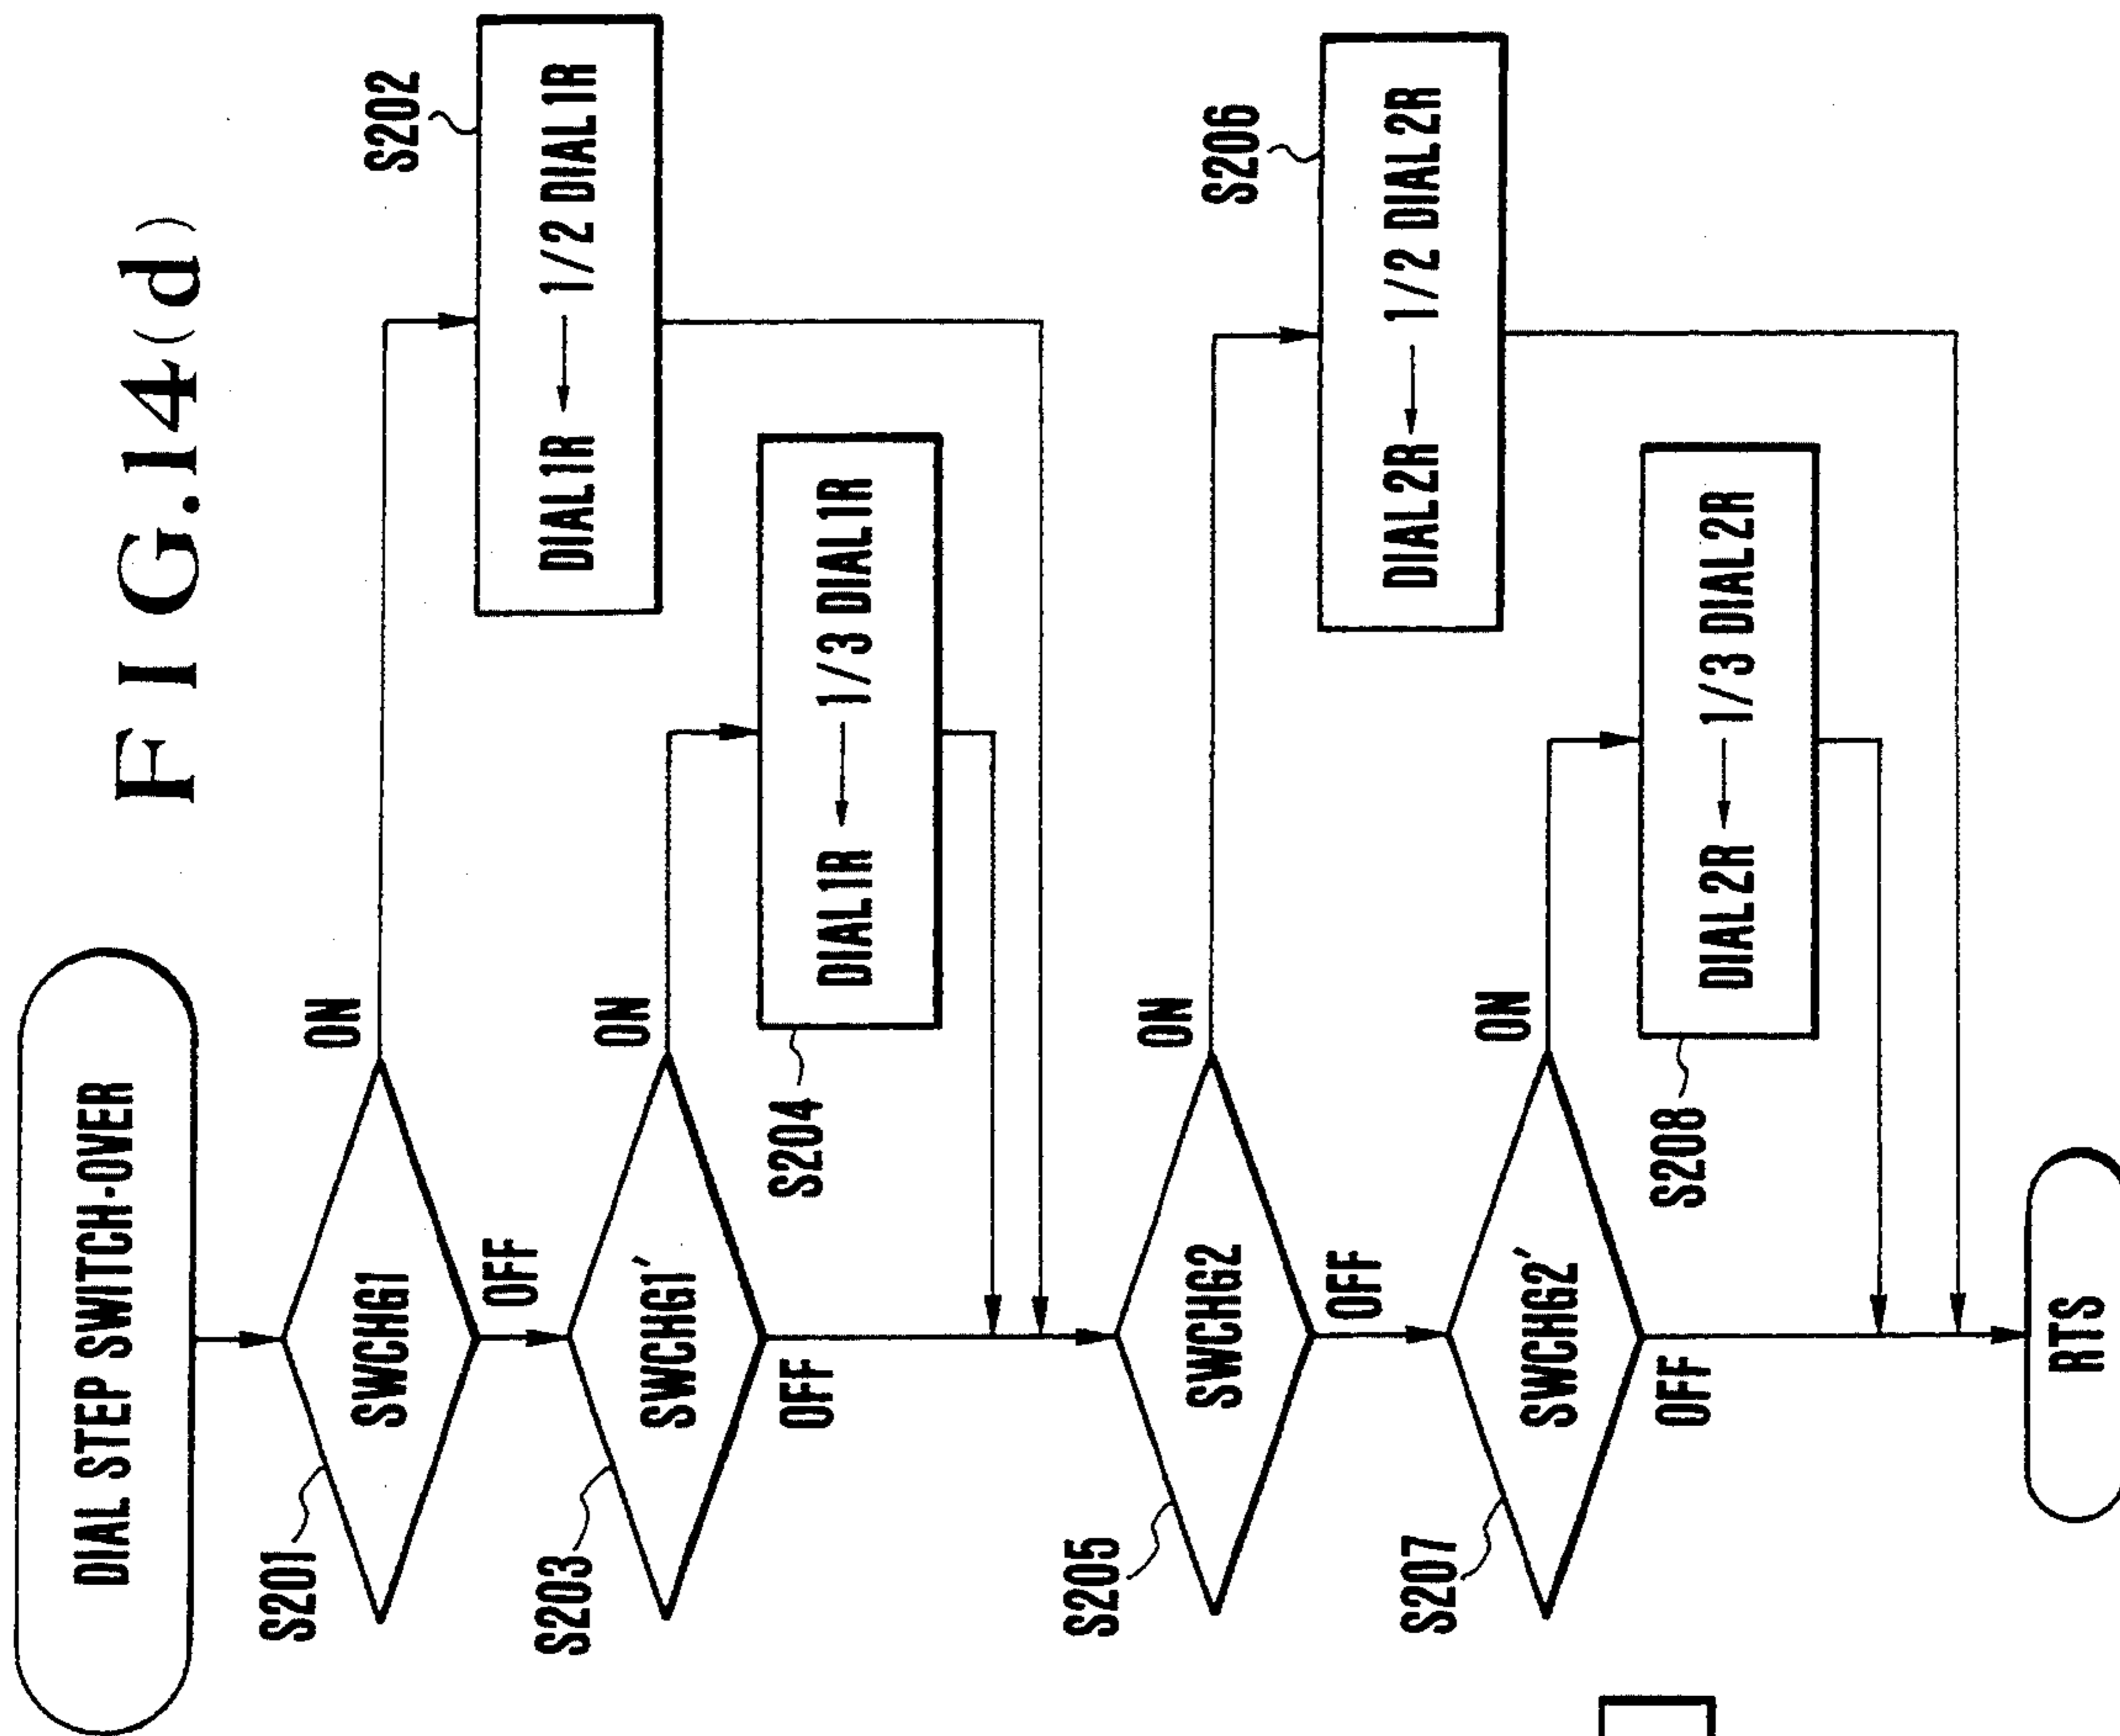 FIG.14(d)
DIAL STEP SWITCH-OVER
S201
SWCHG1
ON
OFF
S202
DIAL1R ← 1/2 DIAL1R
S203
SWCHG1′
ON
OFF
S204
DIAL1R ← 1/3 DIAL1R
S205
SWCHG2
ON
OFF
S206
DIAL2R ← 1/2 DIAL2R
S207
SWCHG2′
ON
OFF
S208
DIAL2R ← 1/3 DIAL2R
RTS